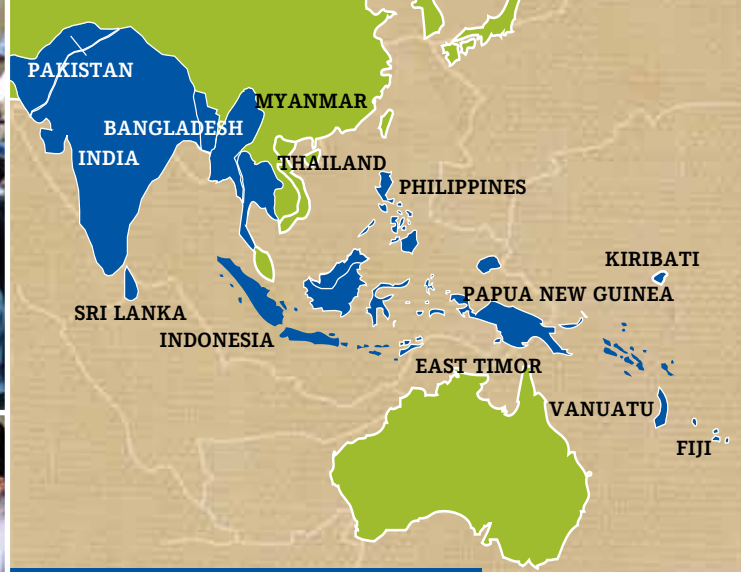 PAKISTAN
MYANMAR
BANGLADESH
INDIA
THAILAND
PHILIPPINES
KIRIBATI
PAPUA NEW GUINEA
SRI LANKA
INDONESIA
EAST TIMOR
VANUATU
FIJI